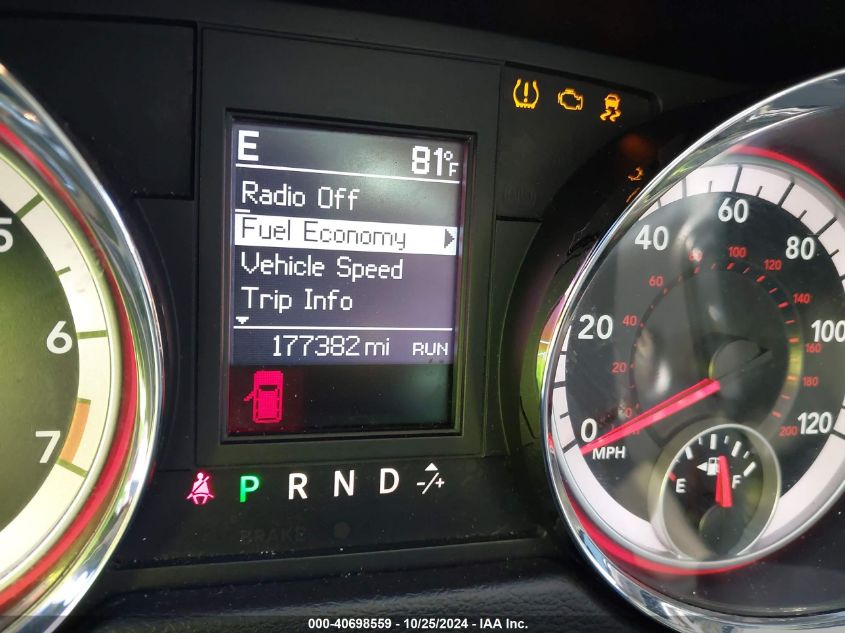 E 81°F
Radio Off
Fuel Economy
Vehicle Speed
Trip Info
177382 mi RUN
P R N D -/+
BRAKE
5
6
7
0
20
40
60
80
100
120
MPH
20
40
60
80
100
120
140
160
180
200
E F
000-40698559 - 10/25/2024 - IAA Inc.